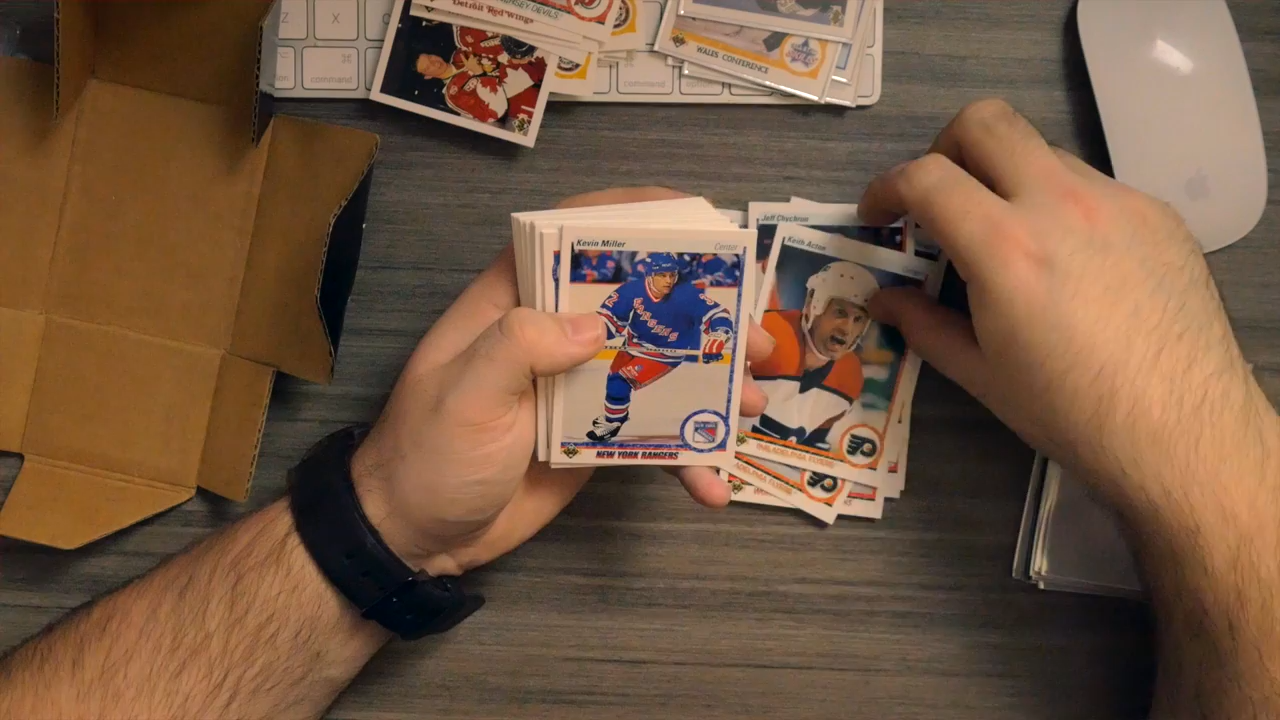 Z
X
C
command
Detroit Red Wings
JERSEY DEVILS
WALES CONFERENCE
command
Kevin Miller
Center
RANGERS
NEW YORK RANGERS
Jeff Chychrun
Keith Acton
PHILADELPHIA FLYERS